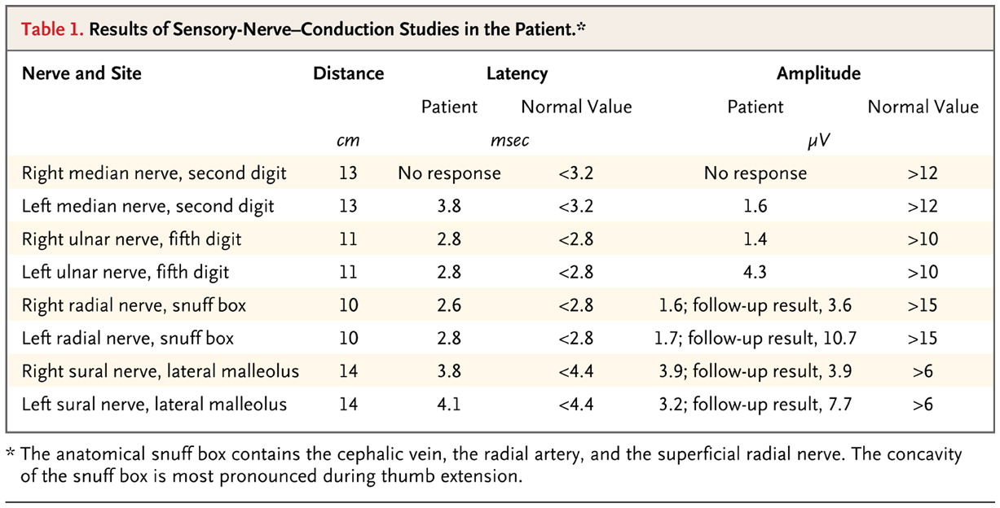 Table 1. Results of Sensory-Nerve–Conduction Studies in the Patient.*
Nerve and Site Distance Latency Amplitude
Patient Normal Value Patient Normal Value
cm msec µV
Right median nerve, second digit 13 No response <3.2 No response >12
Left median nerve, second digit 13 3.8 <3.2 1.6 >12
Right ulnar nerve, fifth digit 11 2.8 <2.8 1.4 >10
Left ulnar nerve, fifth digit 11 2.8 <2.8 4.3 >10
Right radial nerve, snuff box 10 2.6 <2.8 1.6; follow-up result, 3.6 >15
Left radial nerve, snuff box 10 2.8 <2.8 1.7; follow-up result, 10.7 >15
Right sural nerve, lateral malleolus 14 3.8 <4.4 3.9; follow-up result, 3.9 >6
Left sural nerve, lateral malleolus 14 4.1 <4.4 3.2; follow-up result, 7.7 >6
* The anatomical snuff box contains the cephalic vein, the radial artery, and the superficial radial nerve. The concavity
of the snuff box is most pronounced during thumb extension.